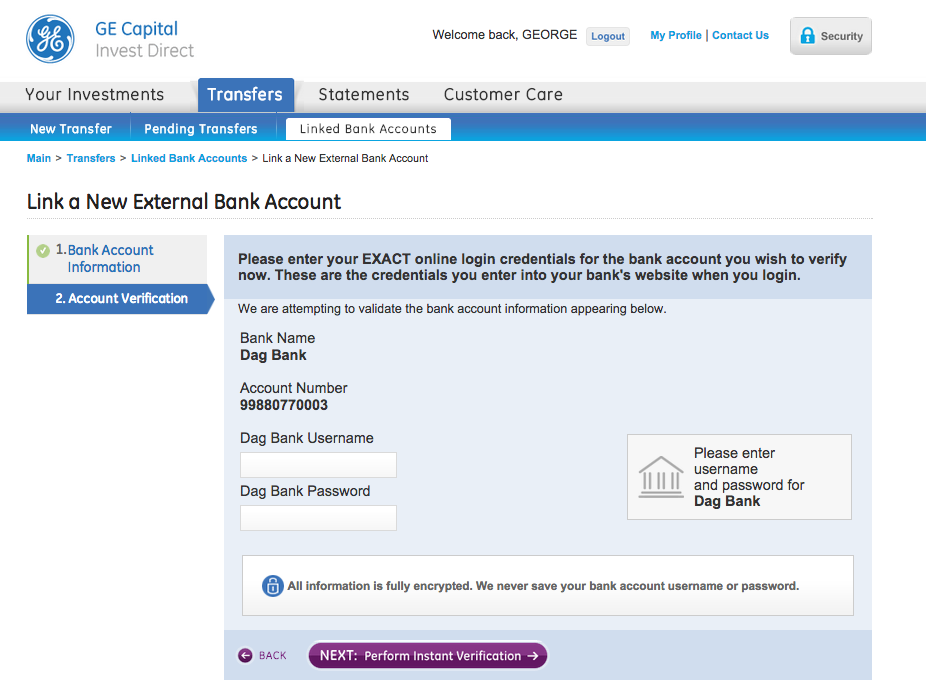 GE Capital
Invest Direct
Welcome back, GEORGE Logout My Profile | Contact Us Security
Your Investments Transfers Statements Customer Care
New Transfer Pending Transfers Linked Bank Accounts
Main > Transfers > Linked Bank Accounts > Link a New External Bank Account
Link a New External Bank Account
1. Bank Account
Information
2. Account Verification
Please enter your EXACT online login credentials for the bank account you wish to verify
now. These are the credentials you enter into your bank's website when you login.
We are attempting to validate the bank account information appearing below.
Bank Name
Dag Bank
Account Number
99880770003
Dag Bank Username
Dag Bank Password
Please enter
username
and password for
Dag Bank
All information is fully encrypted. We never save your bank account username or password.
BACK NEXT: Perform Instant Verification